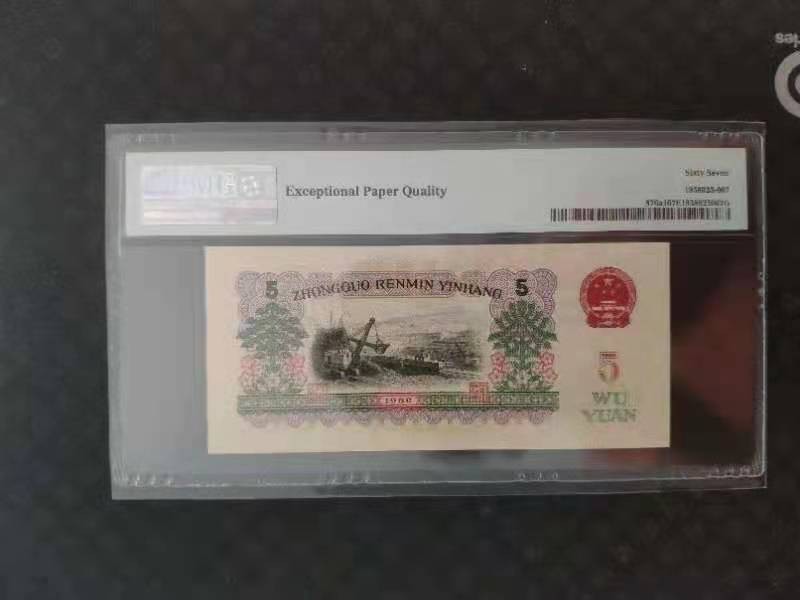 Exceptional Paper Quality
Sixty Seven
5
ZHONGGUO RENMIN YINHANG
5
1960
5
WU
YUAN